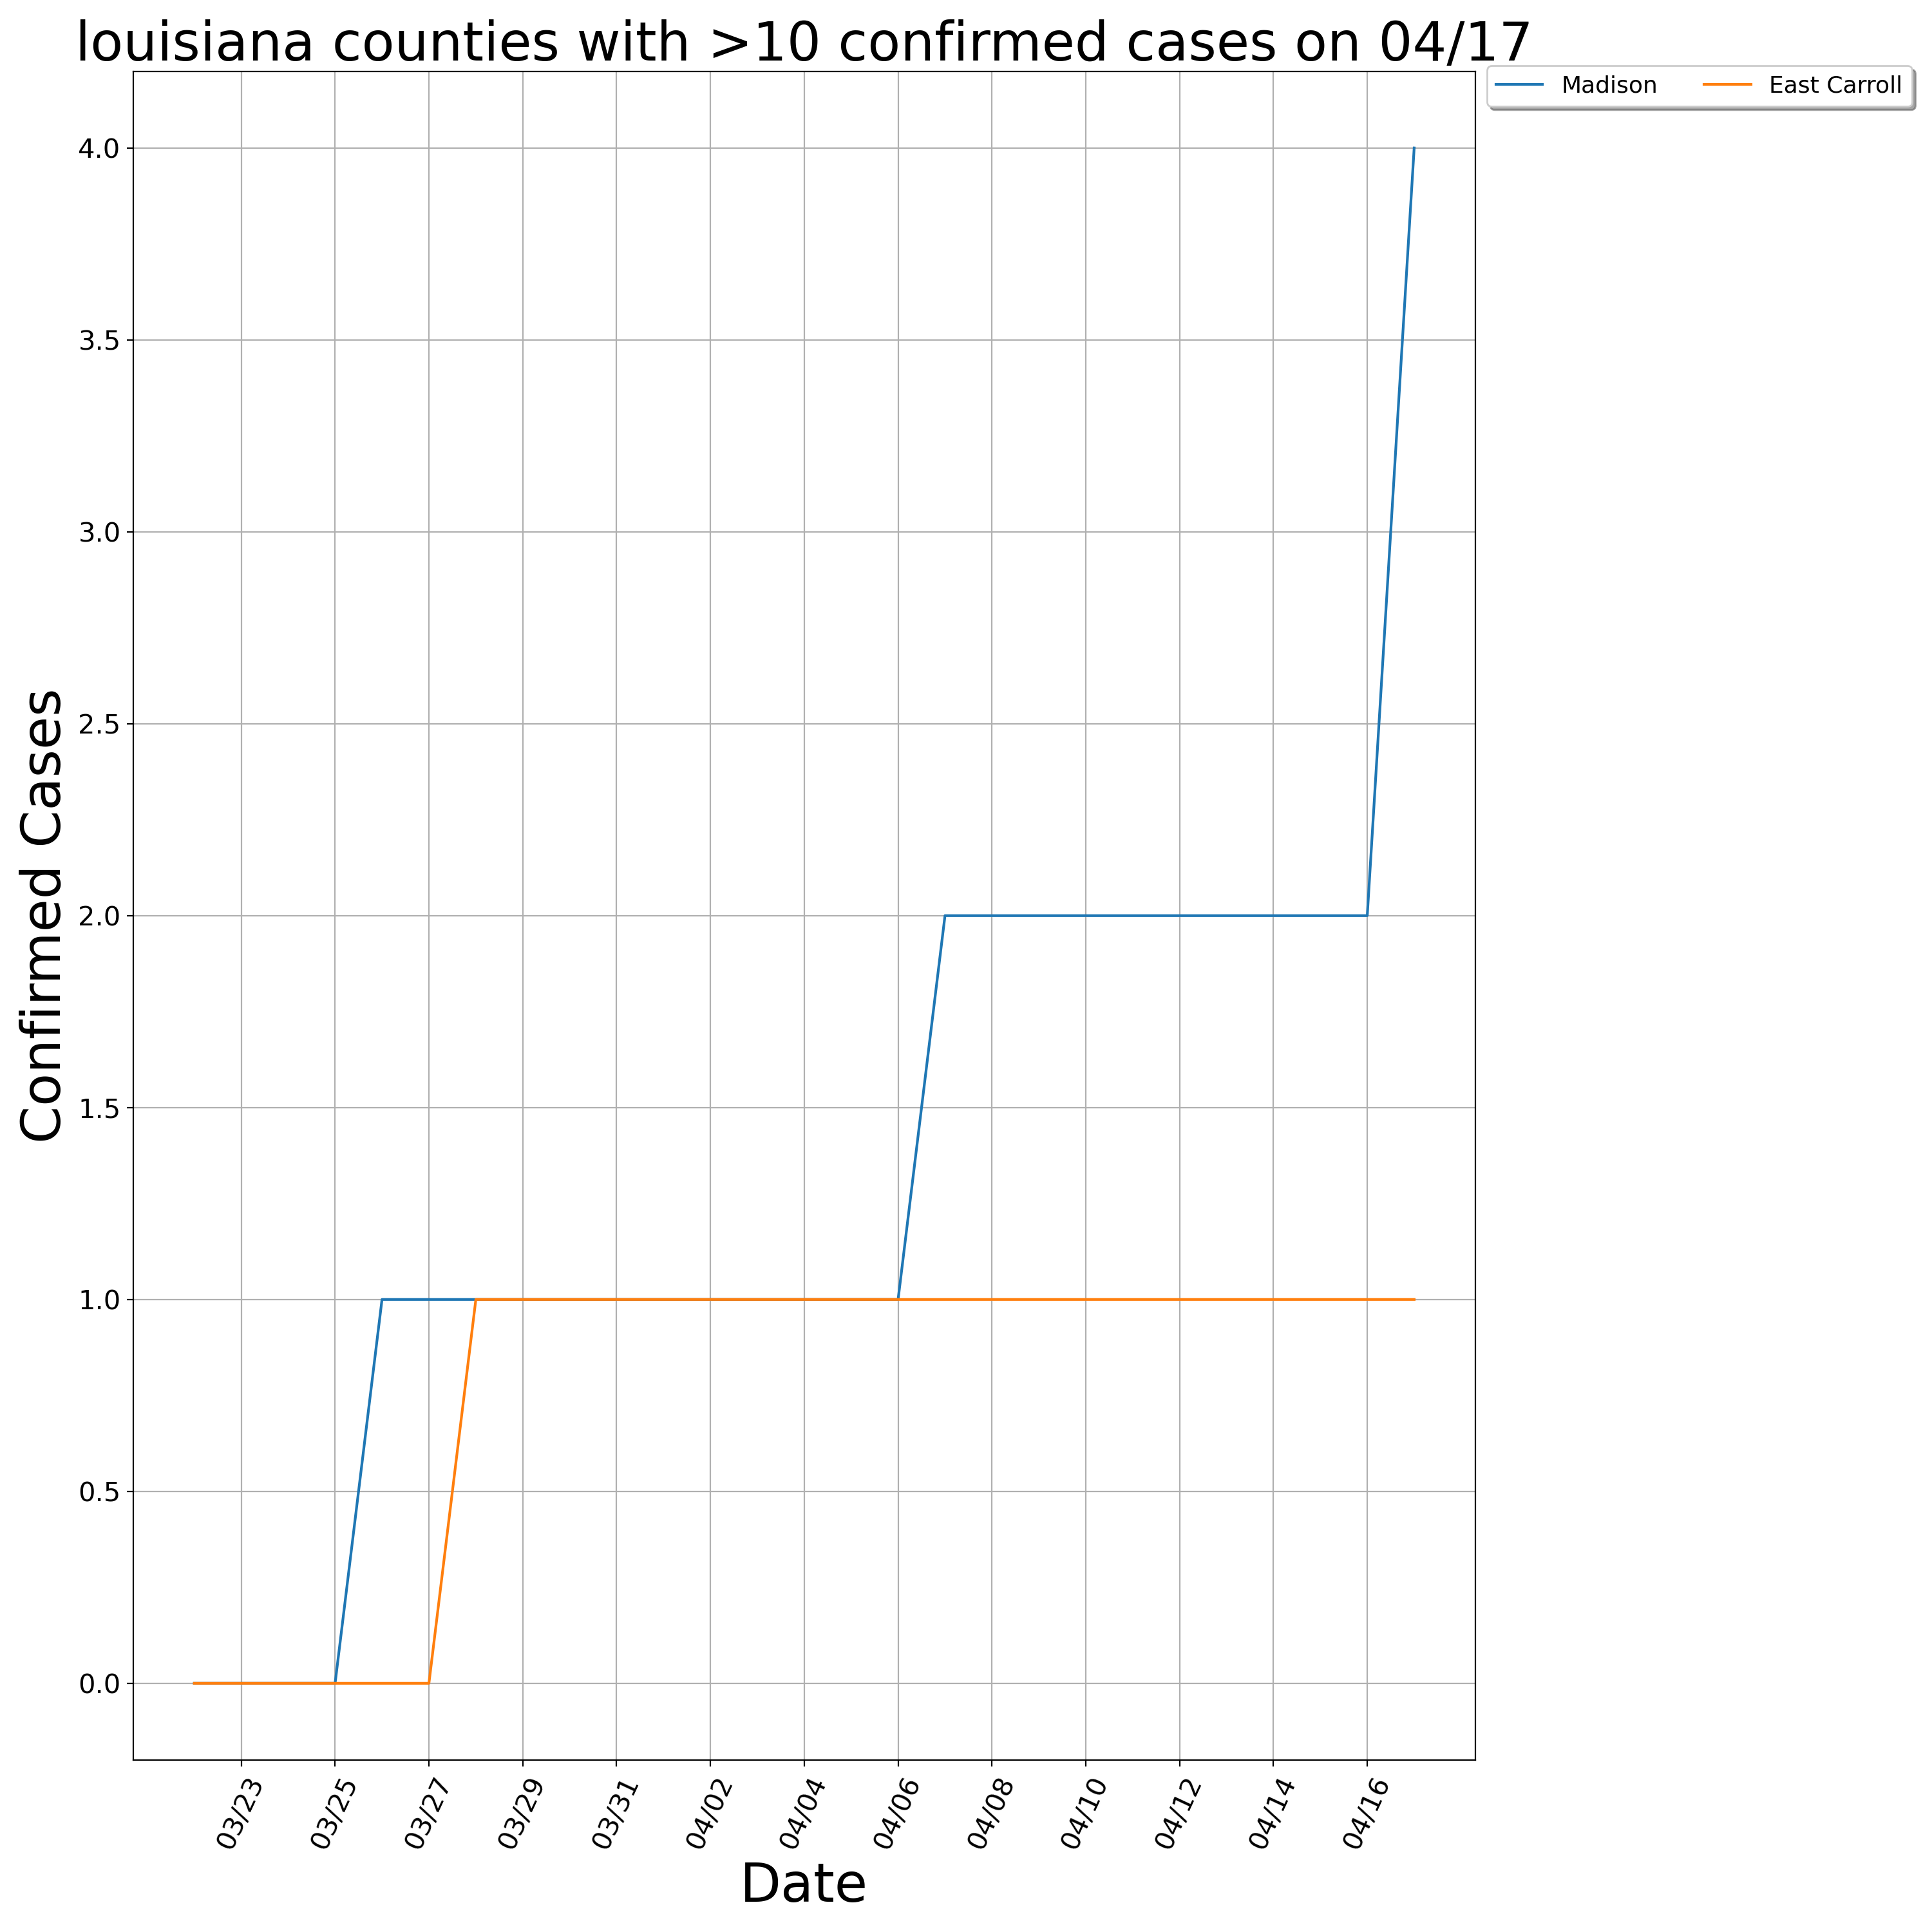 louisiana counties with >10 confirmed cases on 04/17
Madison East Carroll
4.0
3.5
3.0
2.5
2.0
1.5
1.0
0.5
0.0
Confirmed Cases
03/23 03/25 03/27 03/29 03/31 04/02 04/04 04/06 04/08 04/10 04/12 04/14 04/16
Date